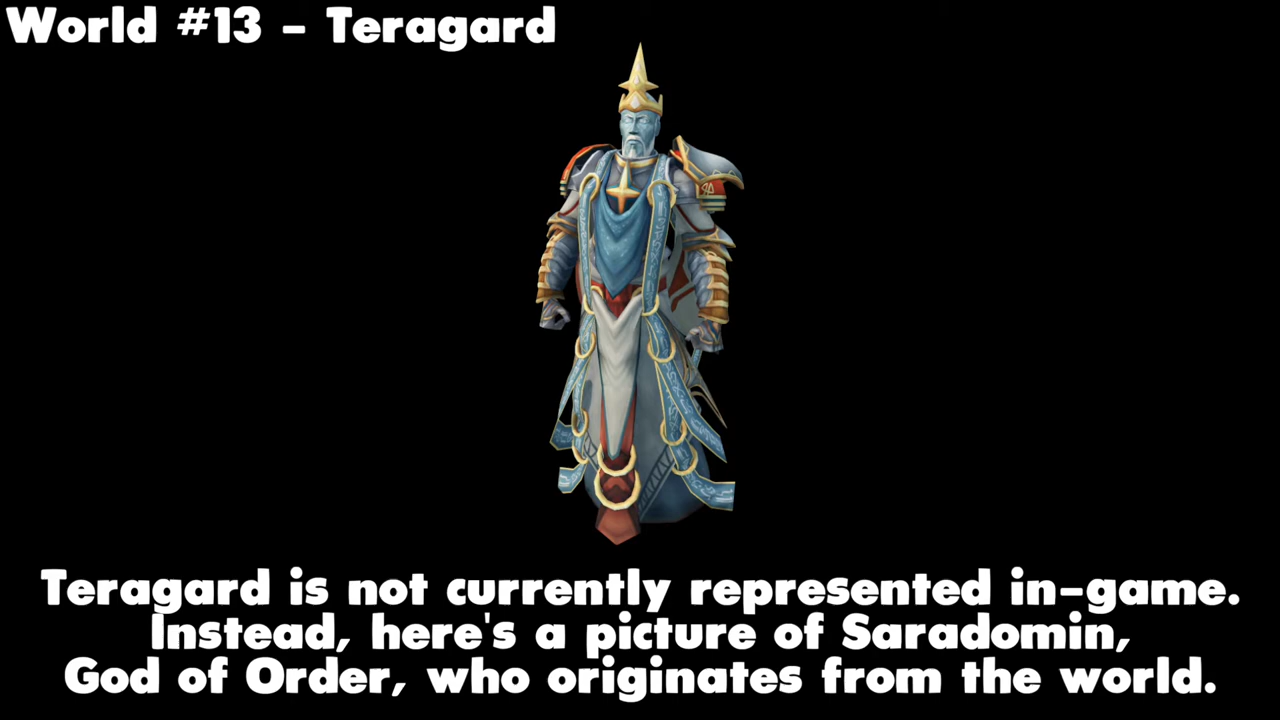 World #13 - Teragard
Teragard is not currently represented in-game.
Instead, here's a picture of Saradomin,
God of Order, who originates from the world.